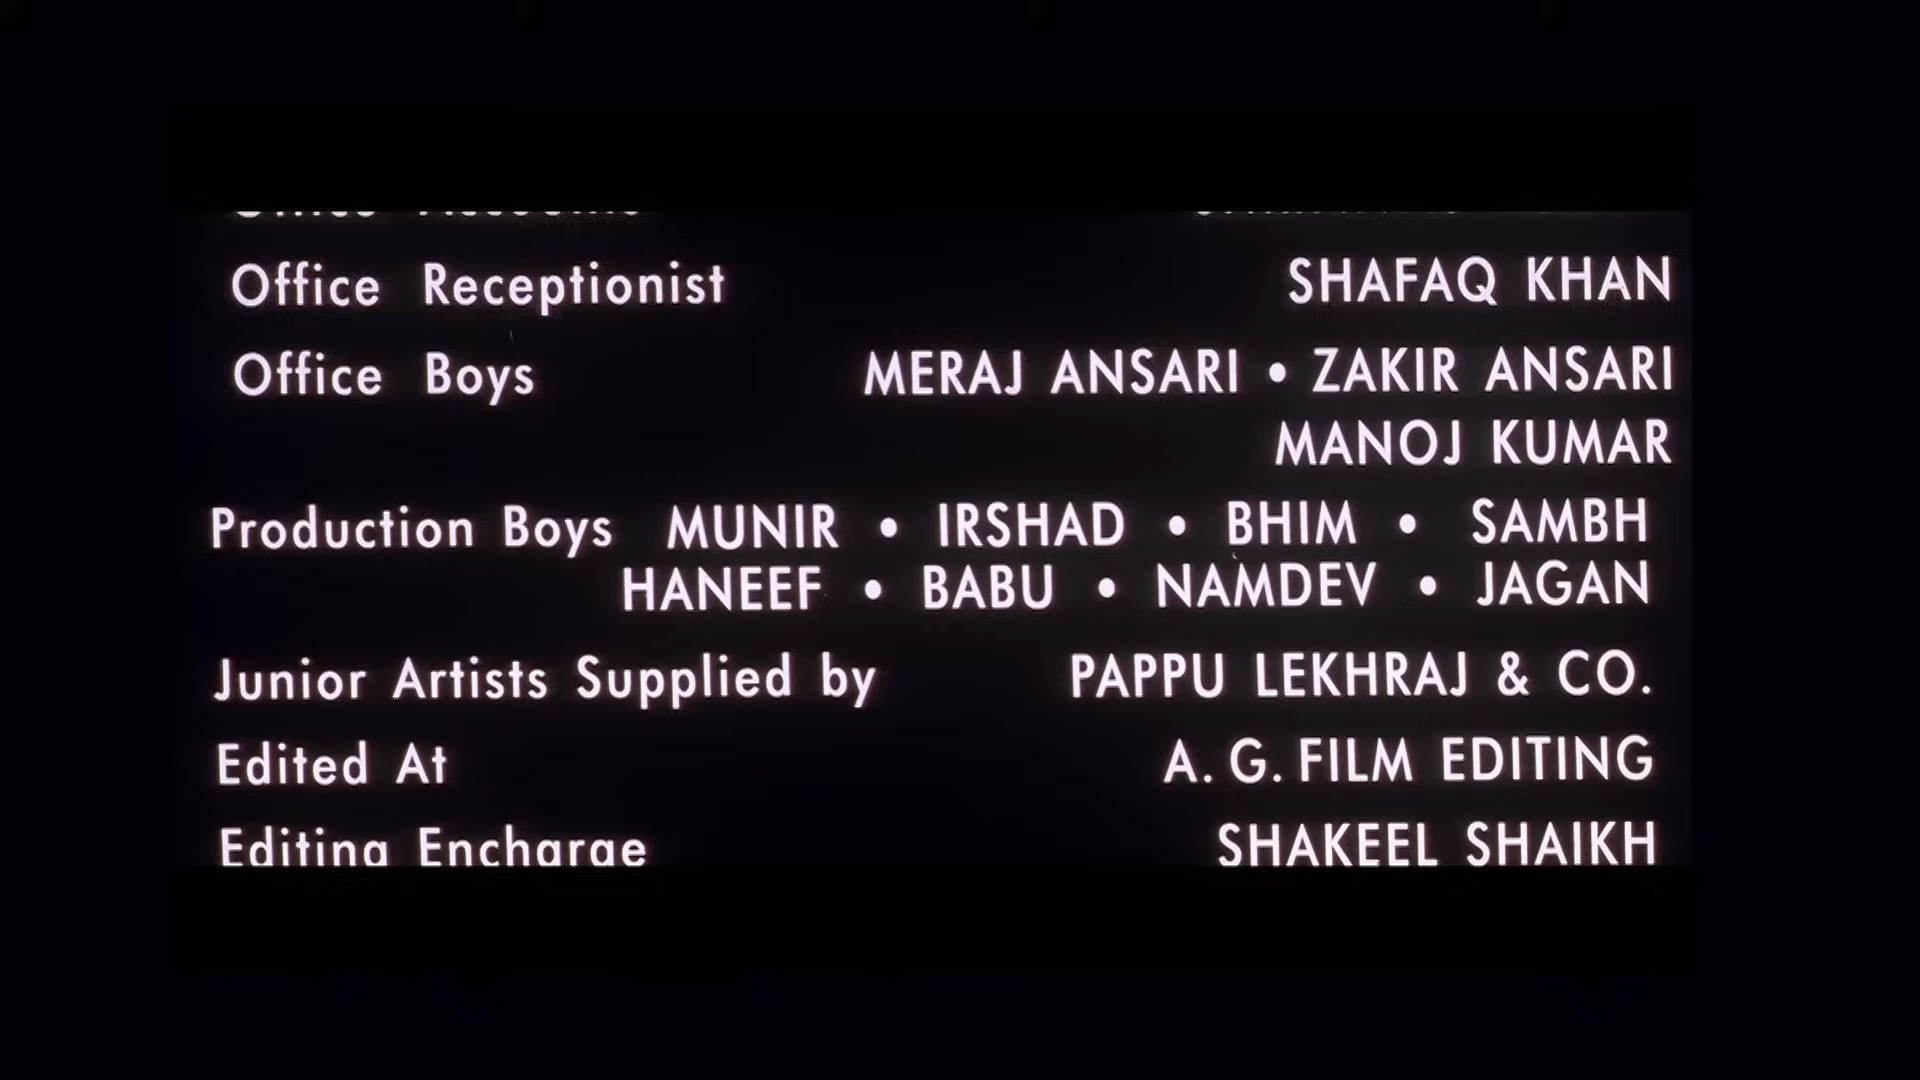 Office Receptionist SHAFAQ KHAN
Office Boys MERAJ ANSARI • ZAKIR ANSARI
MANOJ KUMAR
Production Boys MUNIR • IRSHAD • BHIM • SAMBH
HANEEF • BABU • NAMDEV • JAGAN
Junior Artists Supplied by PAPPU LEKHRAJ & CO.
Edited At A. G. FILM EDITING
Editing Encharge SHAKEEL SHAIKH